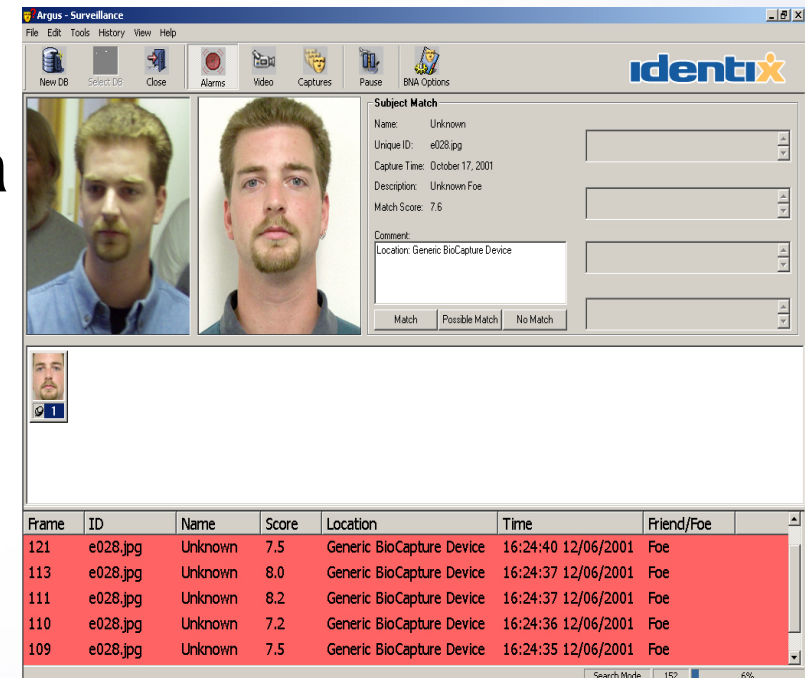 Argus - Surveillance
File Edit Tools History View Help
New DB Select DB Close Alarms Video Captures Pause BNA Options
identix
Subject Match
Name: Unknown
Unique ID: e028.jpg
Capture Time: October 17, 2001
Description: Unknown Foe
Match Score: 7.6
Comment:
Location: Generic BioCapture Device
Match Possible Match No Match
1
Frame ID Name Score Location Time Friend/Foe
121 e028.jpg Unknown 7.5 Generic BioCapture Device 16:24:40 12/06/2001 Foe
113 e028.jpg Unknown 8.0 Generic BioCapture Device 16:24:37 12/06/2001 Foe
111 e028.jpg Unknown 8.2 Generic BioCapture Device 16:24:37 12/06/2001 Foe
110 e028.jpg Unknown 7.2 Generic BioCapture Device 16:24:36 12/06/2001 Foe
109 e028.jpg Unknown 7.5 Generic BioCapture Device 16:24:35 12/06/2001 Foe
Search Mode 152 6%